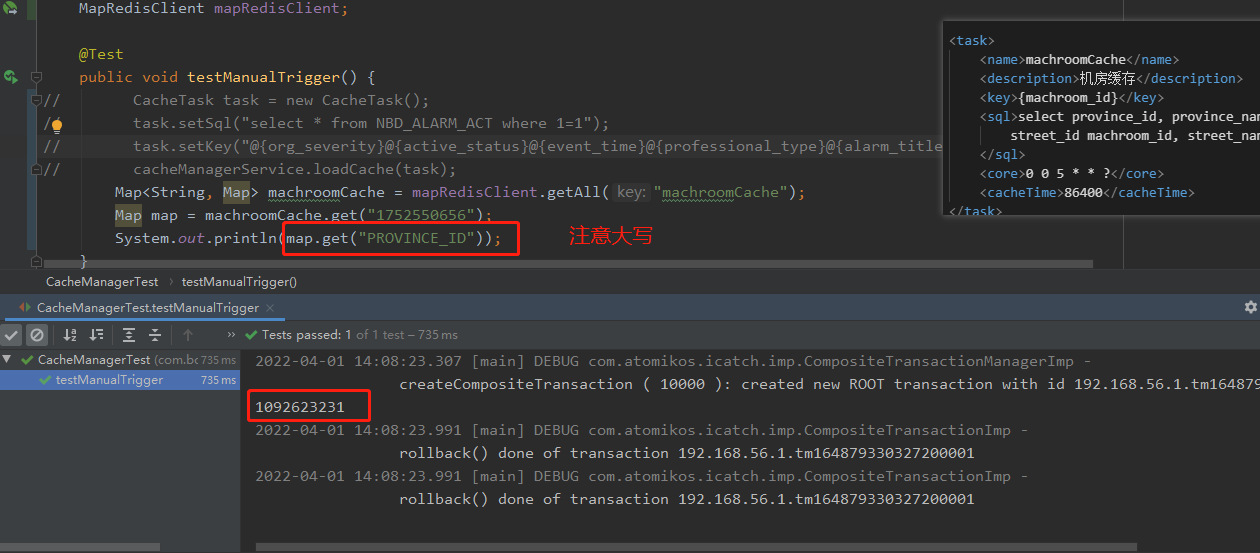 MapRedisClient mapRedisClient;
@Test
public void testManualTrigger() {
// CacheTask task = new CacheTask();
/ task.setSql("select * from NBD_ALARM_ACT where 1=1");
// task.setKey("@{org_severity}@{active_status}@{event_time}@{professional_type}@{alarm_title
// cacheManagerService.loadCache(task);
Map<String, Map> machroomCache = mapRedisClient.getAll( key: "machroomCache");
Map map = machroomCache.get("1752550656");
System.out.println(map.get("PROVINCE_ID"));
注意大写
}
<task>
<name>machroomCache</name>
<description>机房缓存</description>
<key>{machroom_id}</key>
<sql>select province_id, province_na
street_id machroom_id, street_na
</sql>
<core>0 0 5 * * ?</core>
<cacheTime>86400</cacheTime>
</task>
CacheManagerTest › testManualTrigger()
CacheManagerTest.testManualTrigger ×
» Tests passed: 1 of 1 test – 735 ms
CacheManagerTest (com.bc 735 ms
testManualTrigger 735 ms
2022-04-01 14:08:23.307 [main] DEBUG com.atomikos.icatch.imp.CompositeTransactionManagerImp -
createCompositeTransaction ( 10000 ): created new ROOT transaction with id 192.168.56.1.tm164879
1092623231
2022-04-01 14:08:23.991 [main] DEBUG com.atomikos.icatch.imp.CompositeTransactionImp -
rollback() done of transaction 192.168.56.1.tm164879330327200001
2022-04-01 14:08:23.991 [main] DEBUG com.atomikos.icatch.imp.CompositeTransactionImp -
rollback() done of transaction 192.168.56.1.tm164879330327200001